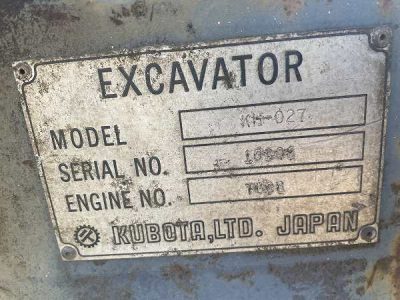 EXCAVATOR
MODEL KH-027
SERIAL NO.
ENGINE NO.
KUBOTA, LTD. JAPAN